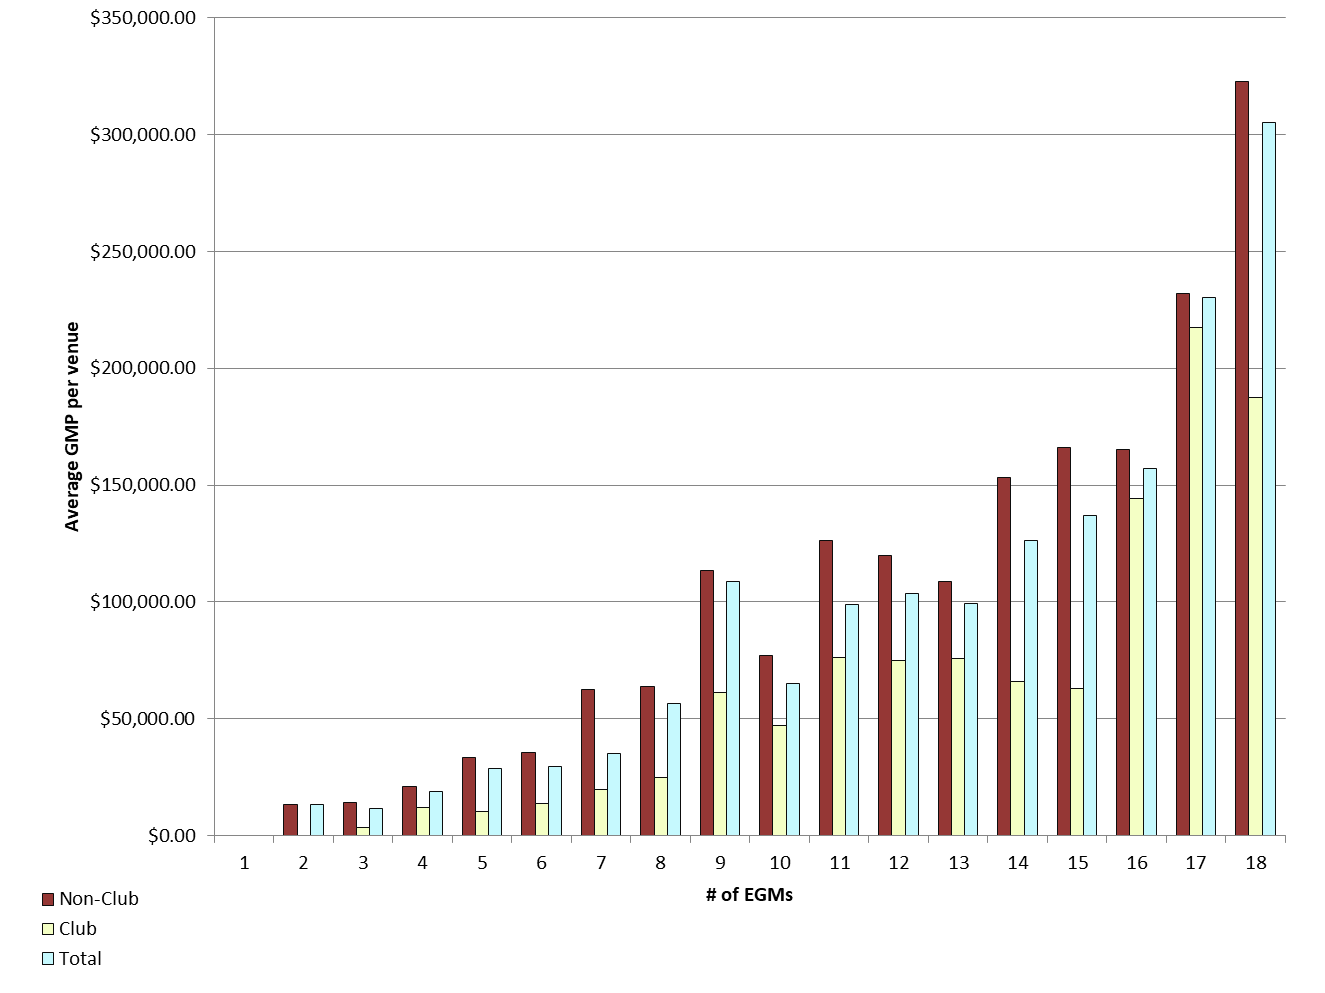 $350,000.00
$300,000.00
$250,000.00
$200,000.00
$150,000.00
$100,000.00
$50,000.00
$0.00
Average GMP per venue
1 2 3 4 5 6 7 8 9 10 11 12 13 14 15 16 17 18
# of EGMs
Non-Club
Club
Total